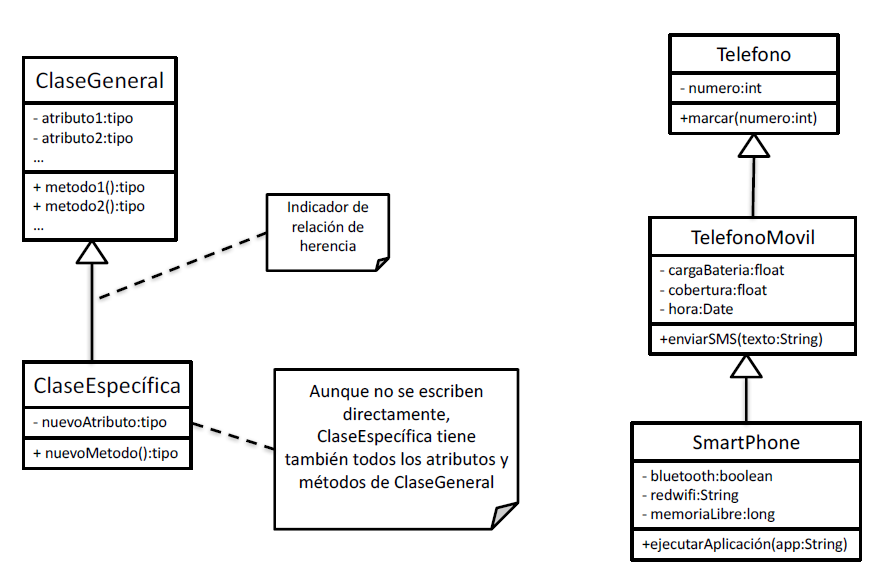 ClaseGeneral
- atributo1:tipo
- atributo2:tipo
...
+ metodo1():tipo
+ metodo2():tipo
...
Indicador de
relación de
herencia
ClaseEspecífica
- nuevoAtributo:tipo
+ nuevoMetodo():tipo
Aunque no se escriben
directamente,
ClaseEspecífica tiene
también todos los atributos y
métodos de ClaseGeneral
Telefono
- numero:int
+marcar(numero:int)
TelefonoMovil
- cargaBateria:float
- cobertura:float
- hora:Date
+enviarSMS(texto:String)
SmartPhone
- bluetooth:boolean
- redwifi:String
- memoriaLibre:long
+ejecutarAplicación(app:String)